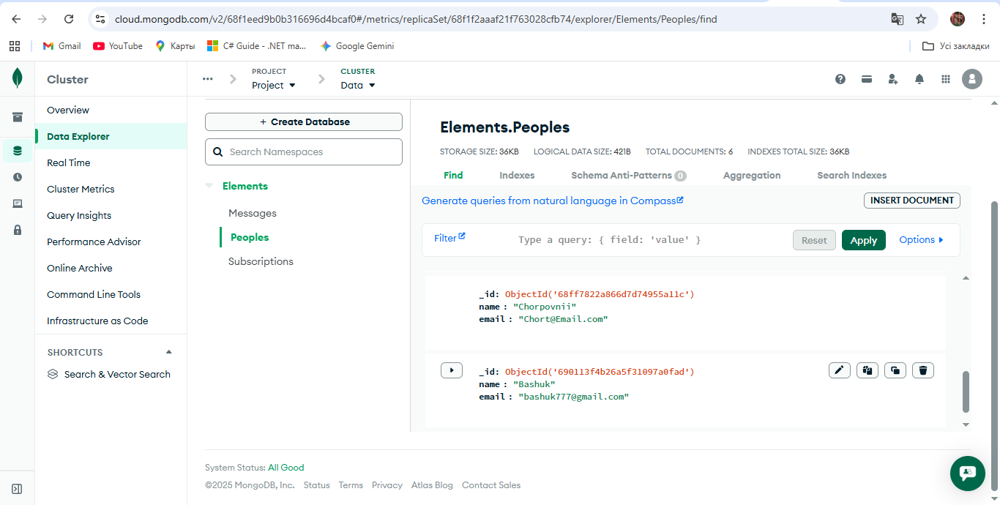 cloud.mongodb.com/v2/68f1eed9b0b316696d4bcaf0#/metrics/replicaSet/68f1f2aaaf21f763028cfb74/explorer/Elements/Peoples/find
Gmail YouTube Карты C# Guide - .NET ma... Google Gemini Усі закладки
Cluster
PROJECT
Project
CLUSTER
Data
Overview
Data Explorer
Real Time
Cluster Metrics
Query Insights
Performance Advisor
Online Archive
Command Line Tools
Infrastructure as Code
SHORTCUTS
Search & Vector Search
+ Create Database
Search Namespaces
Elements
Messages
Peoples
Subscriptions
Elements.Peoples
STORAGE SIZE: 36KB LOGICAL DATA SIZE: 421B TOTAL DOCUMENTS: 6 INDEXES TOTAL SIZE: 36KB
Find Indexes Schema Anti-Patterns 0 Aggregation Search Indexes
Generate queries from natural language in Compass
INSERT DOCUMENT
Filter Type a query: { field: 'value' } Reset Apply Options
_id: ObjectId('68ff7822a866d7d74955a11c')
name : "Chorpovnii"
email : "Chort@Email.com"
_id: ObjectId('690113f4b26a5f31097a0fad')
name : "Bashuk"
email : "bashuk777@gmail.com"
System Status: All Good
©2025 MongoDB, Inc. Status Terms Privacy Atlas Blog Contact Sales